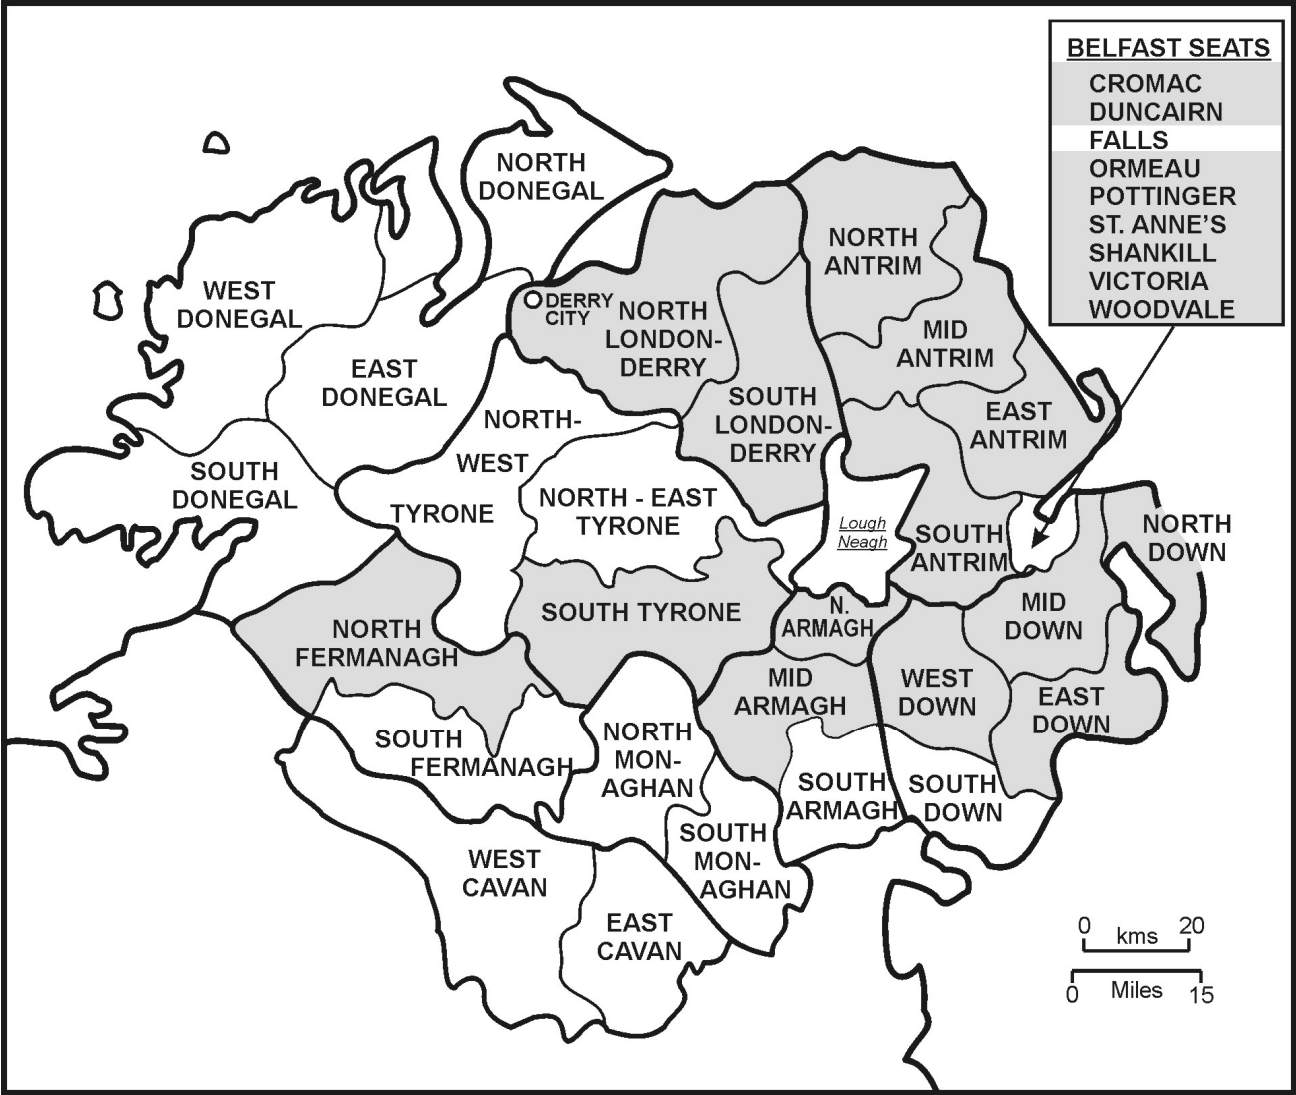 BELFAST SEATS
CROMAC
DUNCAIRN
FALLS
ORMEAU
POTTINGER
ST. ANNE'S
SHANKILL
VICTORIA
WOODVALE
NORTH
DONEGAL
WEST
DONEGAL
EAST
DONEGAL
SOUTH
DONEGAL
DERRY
CITY
NORTH
LONDON-
DERRY
SOUTH
LONDON-
DERRY
NORTH
ANTRIM
MID
ANTRIM
EAST
ANTRIM
SOUTH
ANTRIM
NORTH-
WEST
TYRONE
NORTH - EAST
TYRONE
SOUTH TYRONE
Lough
Neagh
NORTH
DOWN
MID
DOWN
WEST
DOWN
EAST
DOWN
SOUTH
DOWN
N.
ARMAGH
MID
ARMAGH
SOUTH
ARMAGH
NORTH
FERMANAGH
SOUTH
FERMANAGH
NORTH
MON-
AGHAN
SOUTH
MON-
AGHAN
WEST
CAVAN
EAST
CAVAN
0 20
kms
Miles
0 15